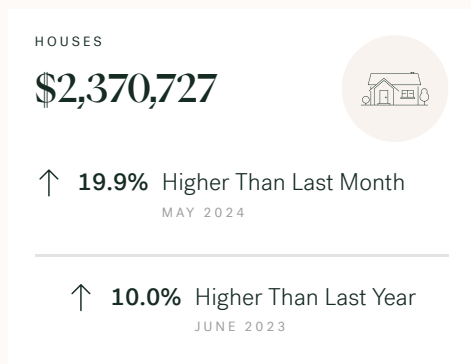 HOUSES
$2,370,727
19.9% Higher Than Last Month
MAY 2024
10.0% Higher Than Last Year
JUNE 2023